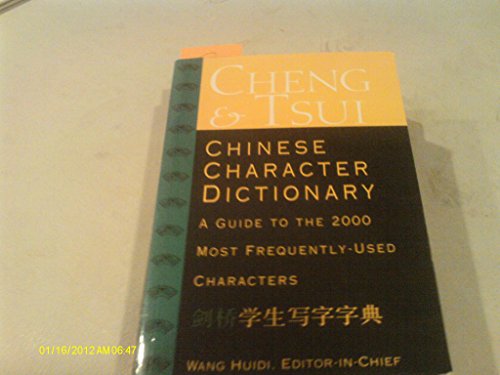 CHENG
& TSUI
CHINESE
CHARACTER
DICTIONARY
A GUIDE TO THE 2000
MOST FREQUENTLY-USED
CHARACTERS
剑桥学生写字字典
WANG HUIDI, EDITOR-IN-CHIEF
01/16/2012 AM 06:47